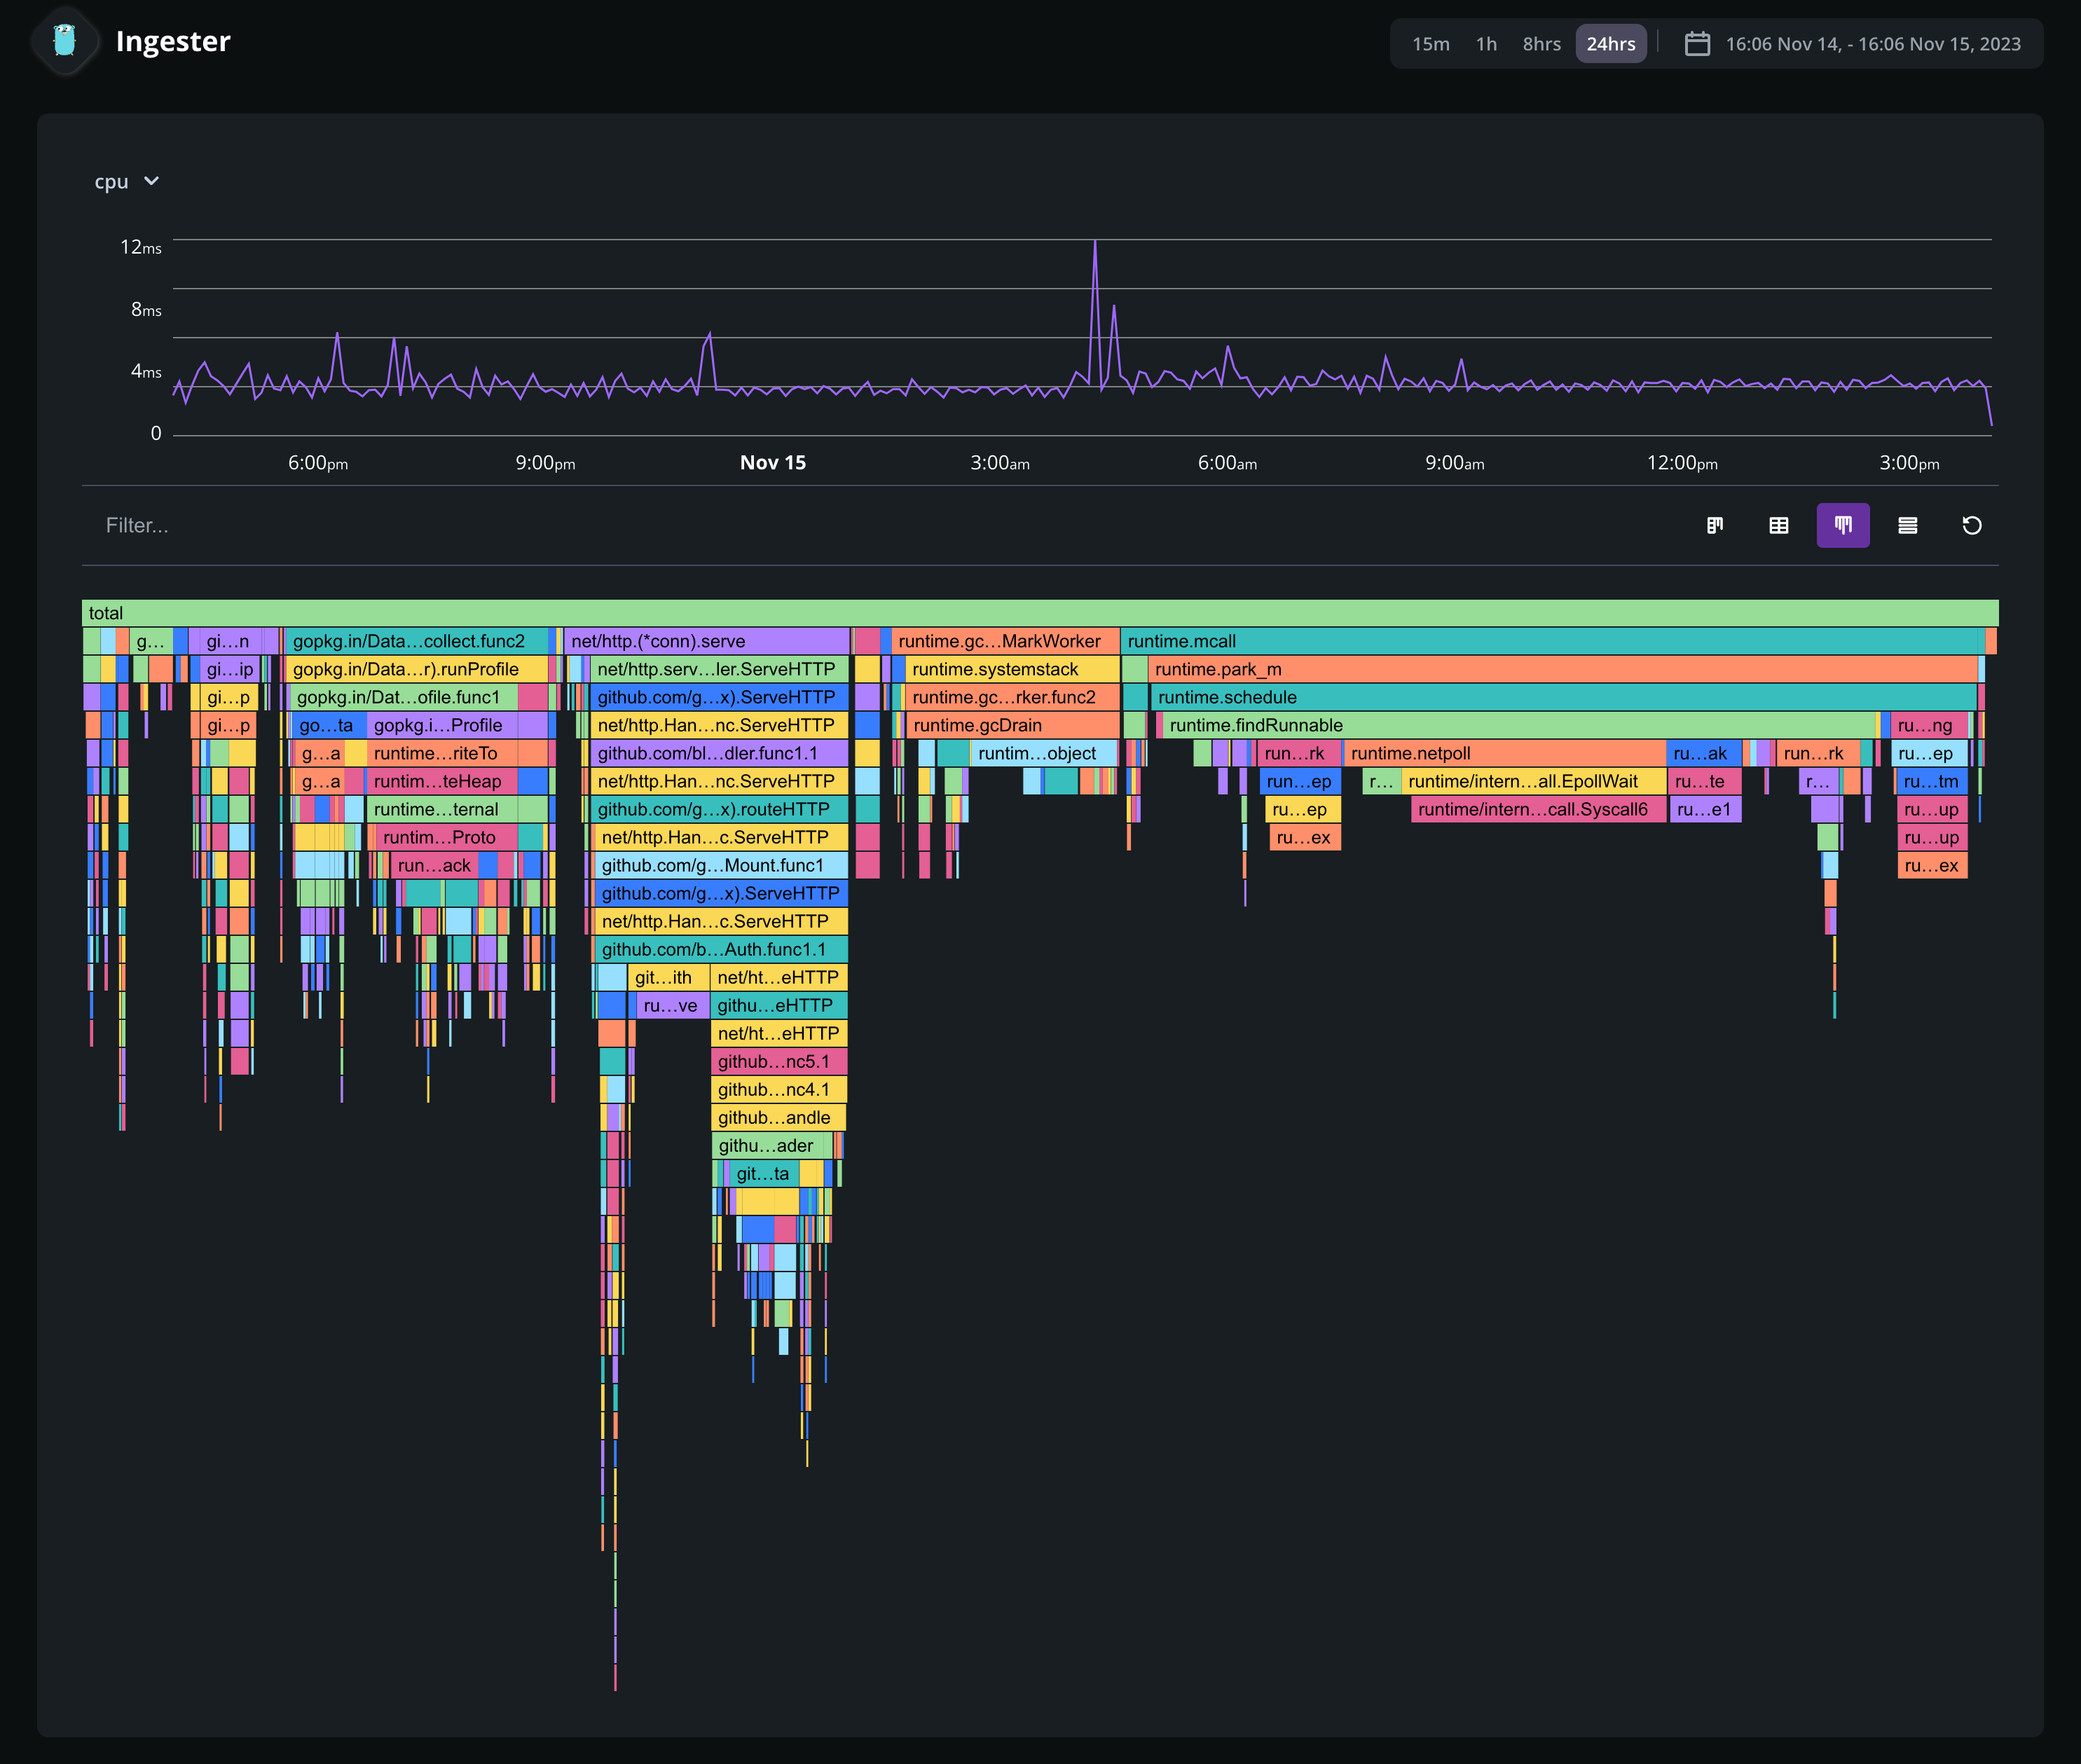 Ingester
15m 1h 8hrs 24hrs 16:06 Nov 14, - 16:06 Nov 15, 2023
cpu
12ms
8ms
4ms
0
6:00pm 9:00pm Nov 15 3:00am 6:00am 9:00am 12:00pm 3:00pm
Filter...
total
g... gi...n gopkg.in/Data...collect.func2 net/http.(*conn).serve runtime.gc...MarkWorker runtime.mcall
gi...ip gopkg.in/Data...r).runProfile net/http.serv...ler.ServeHTTP runtime.systemstack runtime.park_m
gi...p gopkg.in/Dat...ofile.func1 github.com/g...x).ServeHTTP runtime.gc...rker.func2 runtime.schedule
gi...p go...ta gopkg.i...Profile net/http.Han...nc.ServeHTTP runtime.gcDrain runtime.findRunnable ru...ng
g...a runtime...riteTo github.com/bl...dler.func1.1 runtim...object run...rk runtime.netpoll ru...ak run...rk ru...ep
g...a runtim...teHeap net/http.Han...nc.ServeHTTP run...ep r... runtime/intern...all.EpollWait ru...te r... ru...tm
runtime...ternal github.com/g...x).routeHTTP ru...ep runtime/intern...call.Syscall6 ru...e1 ru...up
runtim...Proto net/http.Han...c.ServeHTTP ru...ex ru...up
run...ack github.com/g...Mount.func1 ru...ex
github.com/g...x).ServeHTTP
net/http.Han...c.ServeHTTP
github.com/b...Auth.func1.1
git...ith net/ht...eHTTP
ru...ve githu...eHTTP
net/ht...eHTTP
github...nc5.1
github...nc4.1
github...andle
githu...ader
git...ta